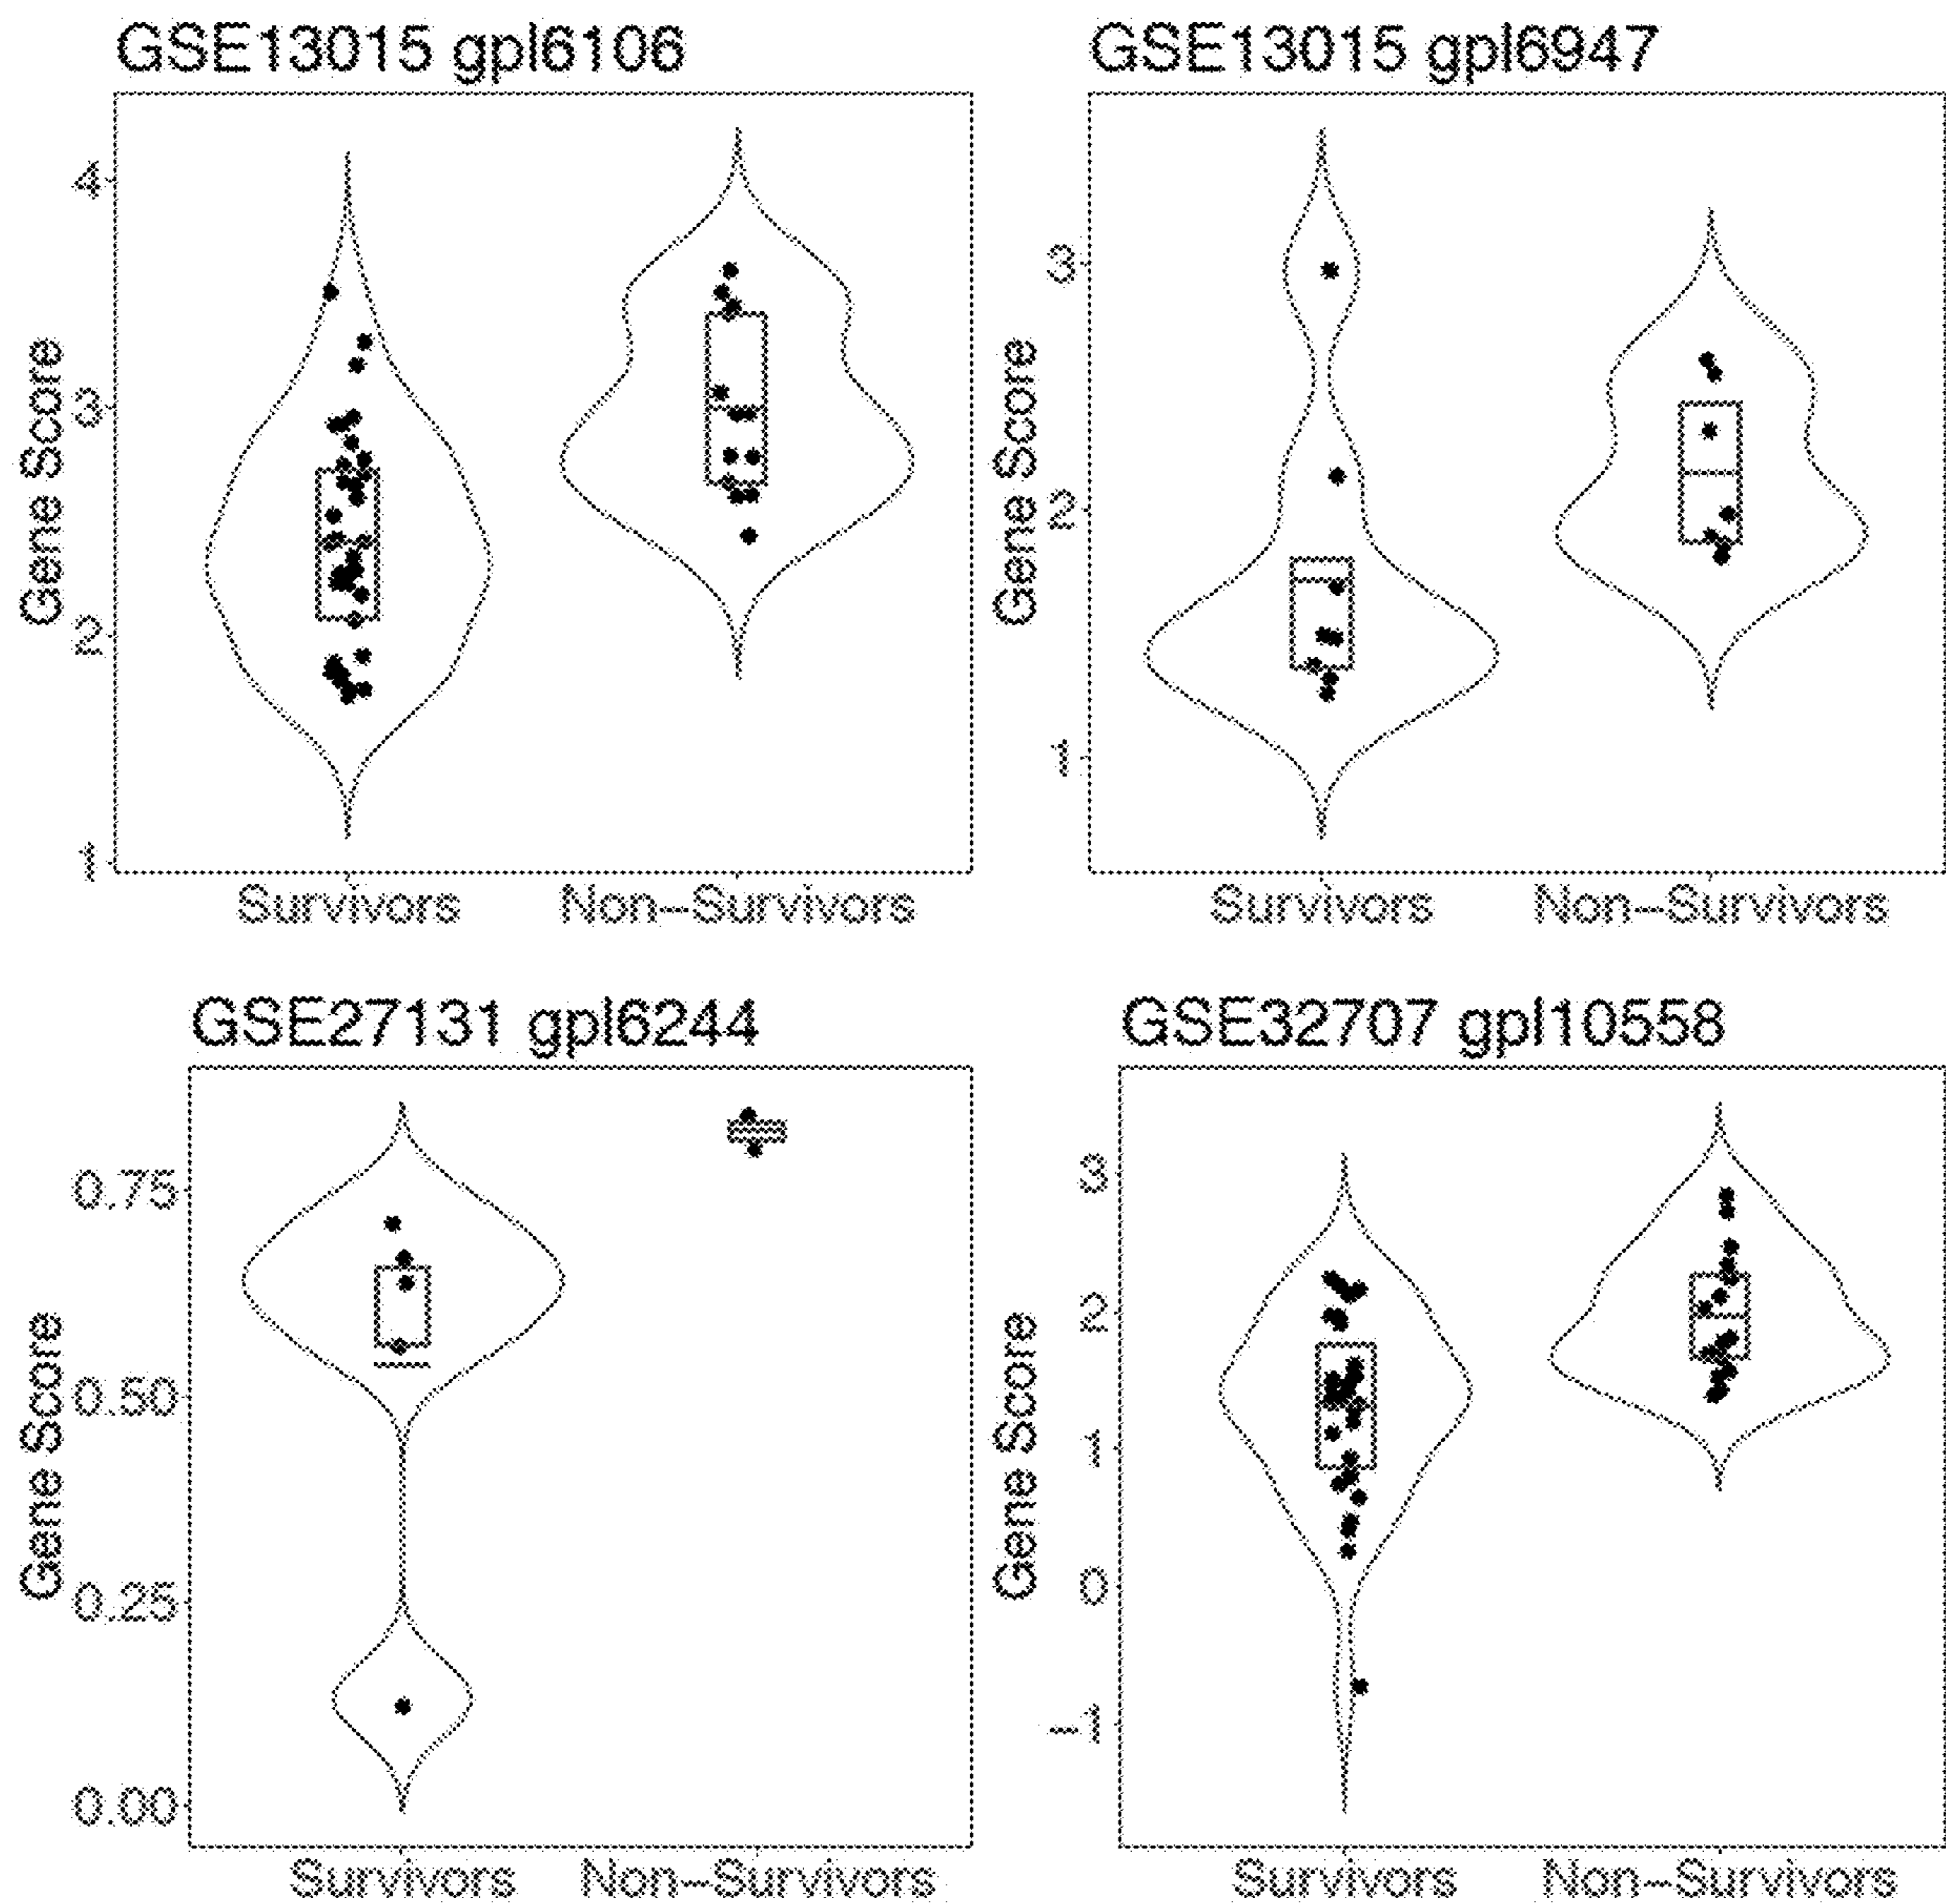 GSE13015 gpl6106
Gene Score
4
3
2
1
Survivors
Non-Survivors
GSE13015 gpl6947
Gene Score
3
2
1
Survivors
Non-Survivors
GSE27131 gpl6244
Gene Score
0.75
0.50
0.25
0.00
Survivors
Non-Survivors
GSE32707 gpl10558
Gene Score
3
2
1
0
-1
Survivors
Non-Survivors